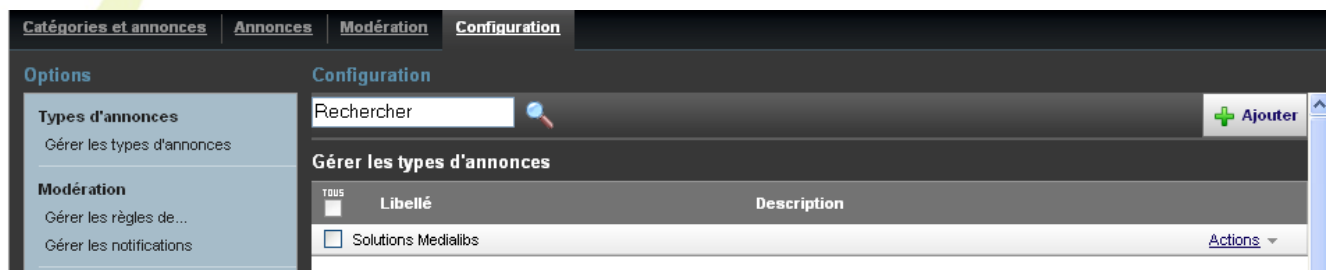 Catégories et annonces Annonces Modération Configuration
Options
Types d'annonces
Gérer les types d'annonces
Modération
Gérer les règles de...
Gérer les notifications
Configuration
Rechercher
Ajouter
Gérer les types d'annonces
TOUS
Libellé Description
Solutions Medialibs Actions